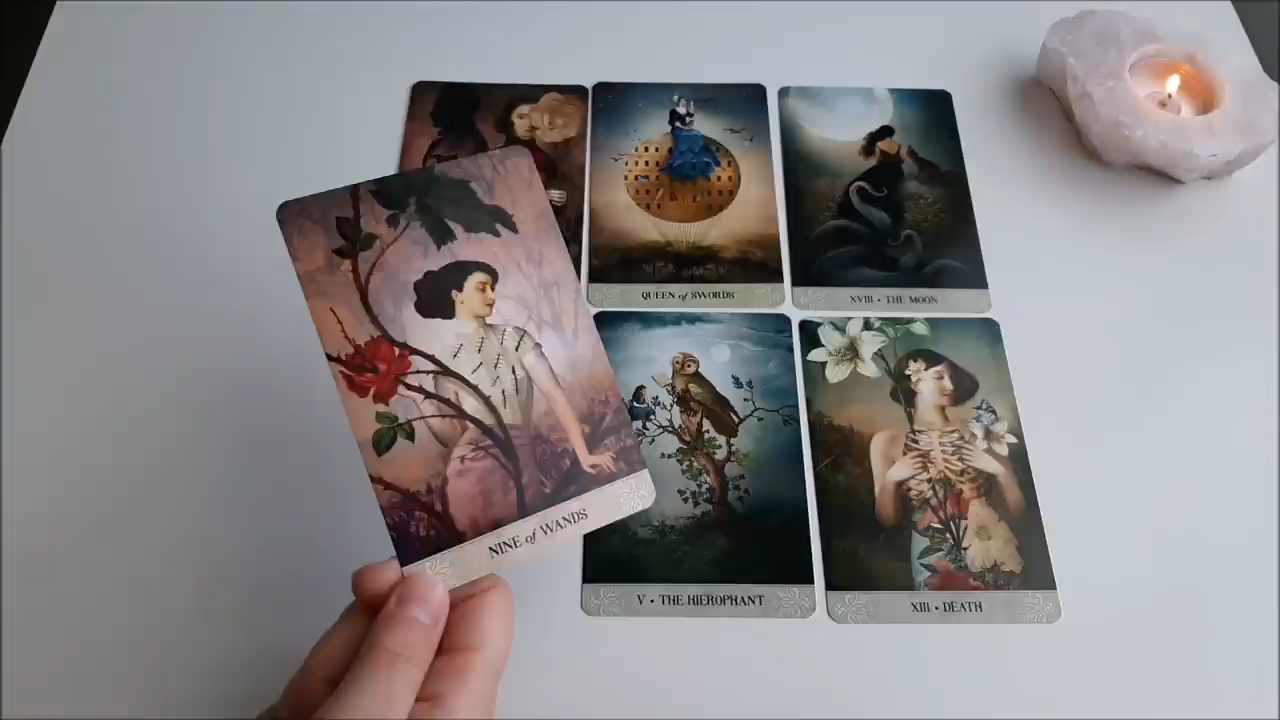 QUEEN of SWORDS
XVIII • THE MOON
NINE of WANDS
V • THE HIEROPHANT
XIII • DEATH